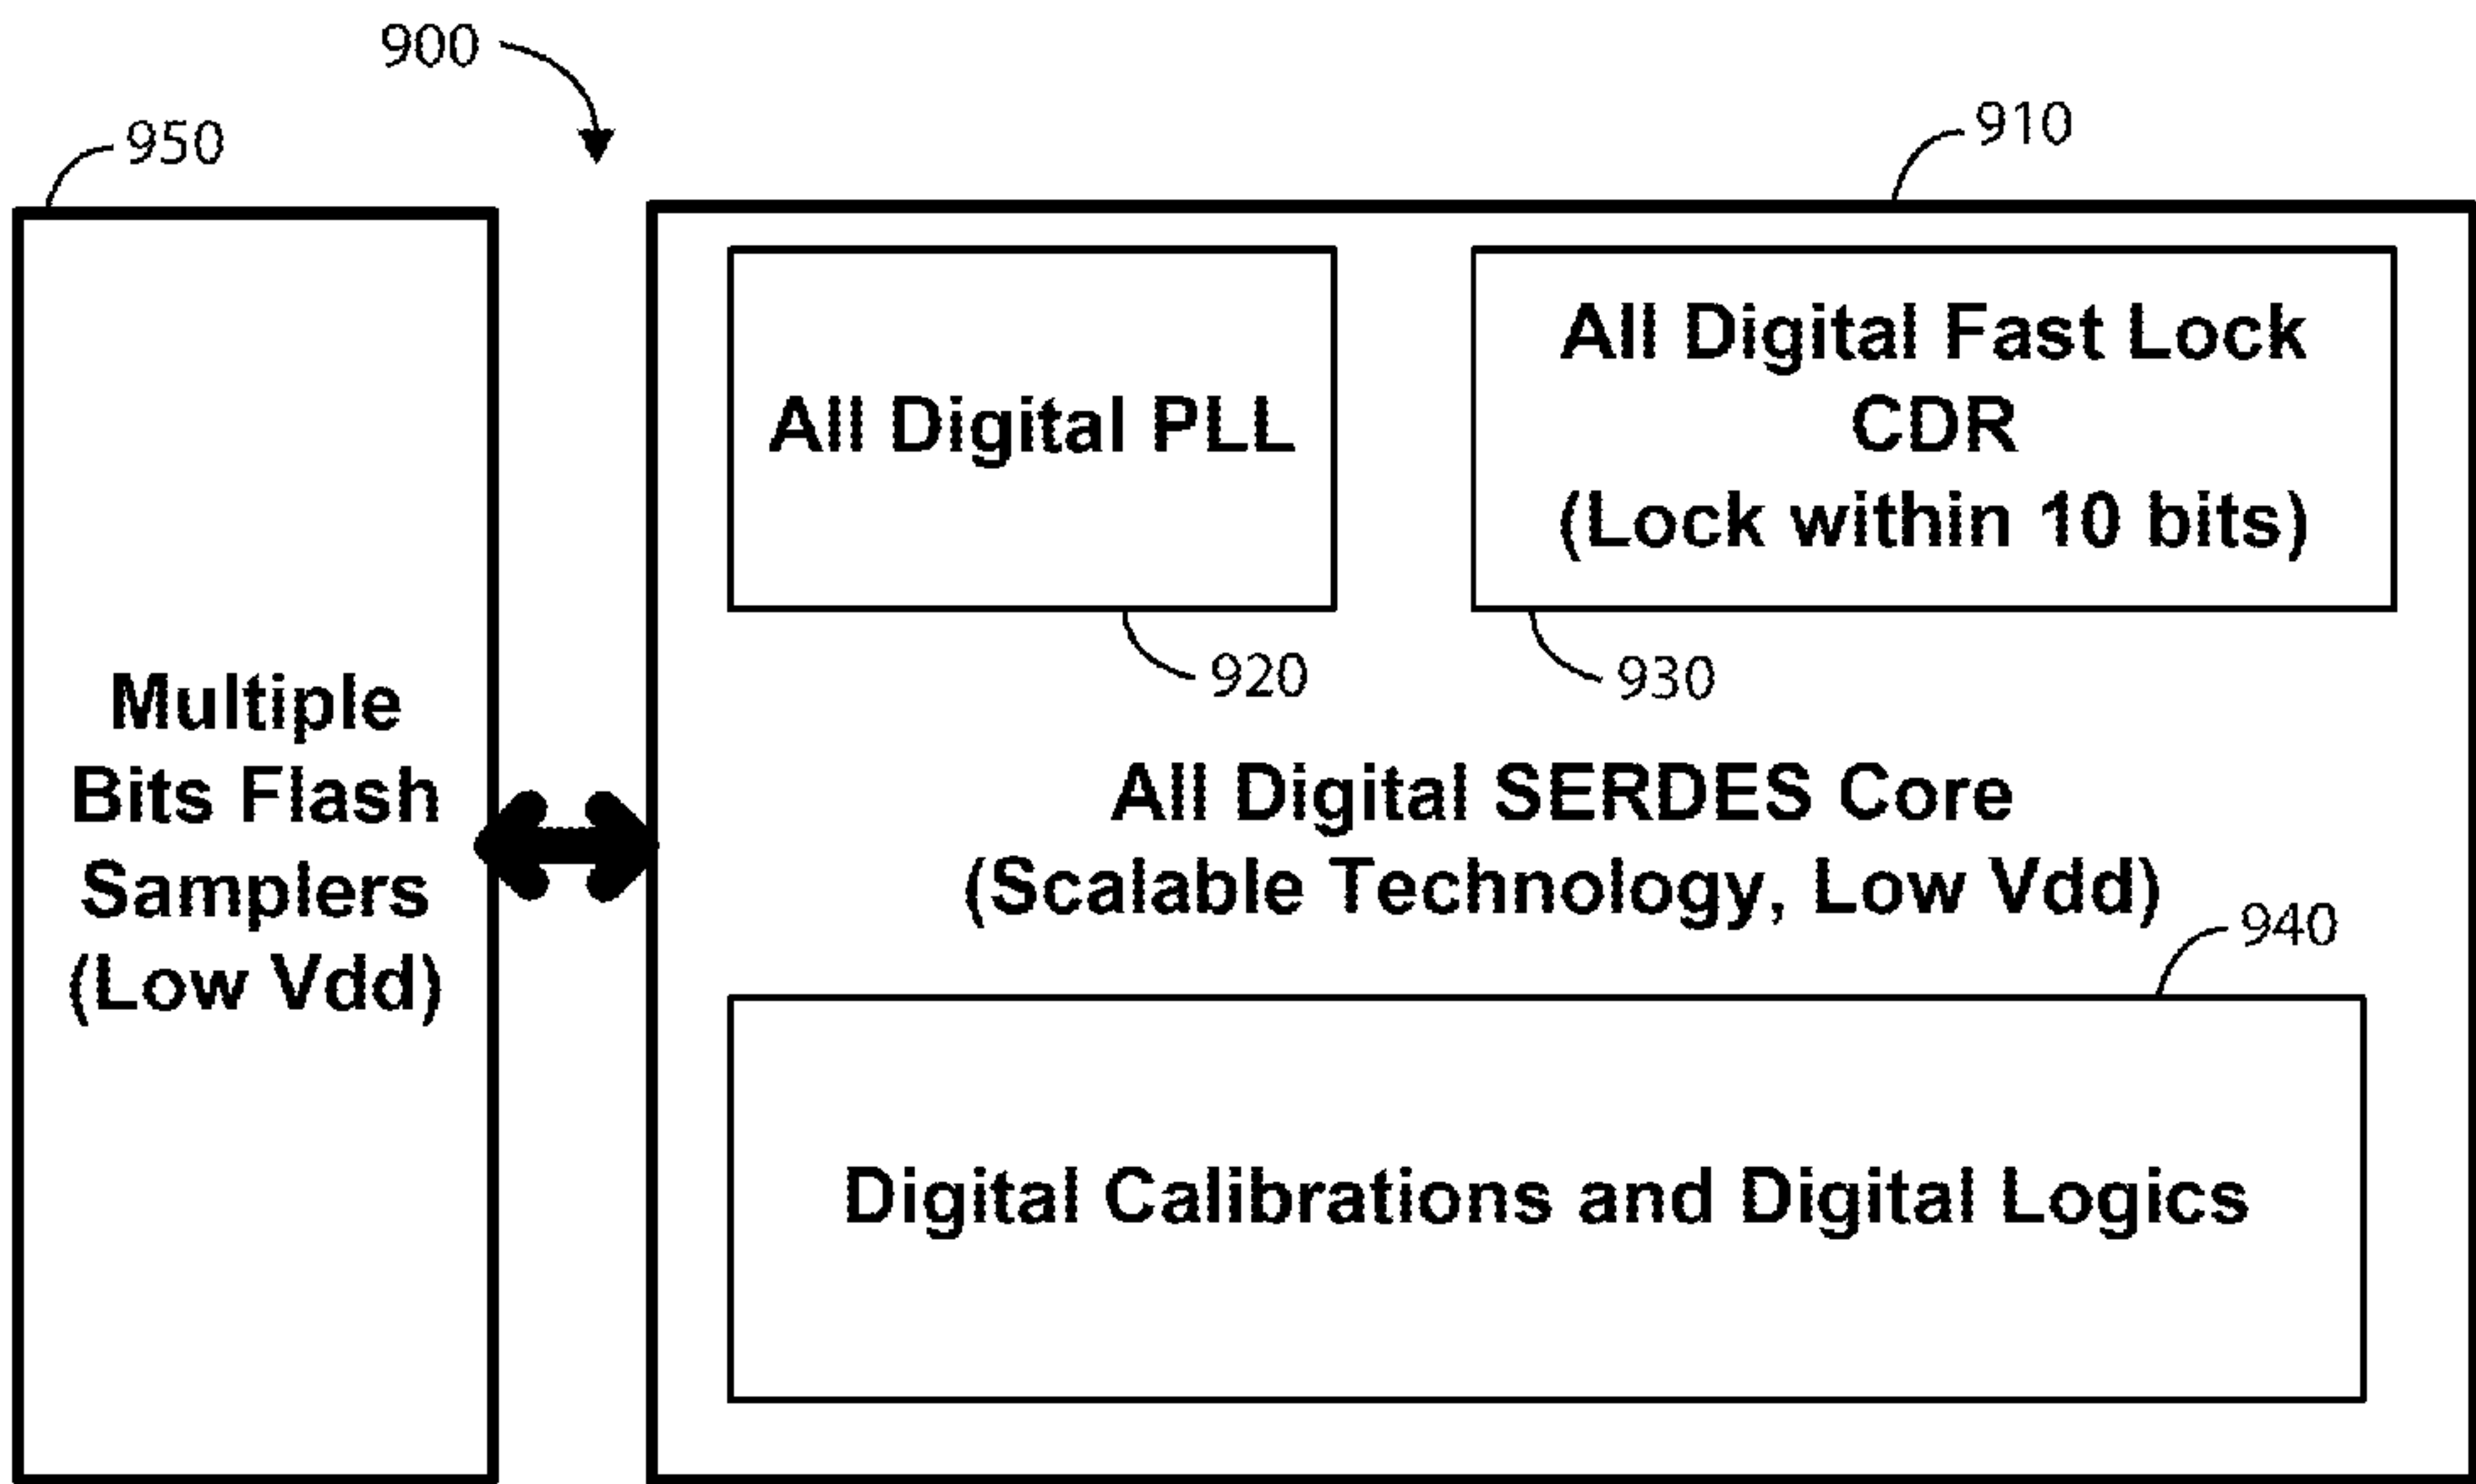 900
950
910
All Digital PLL
All Digital Fast Lock
CDR
(Lock within 10 bits)
920
930
Multiple
Bits Flash
Samplers
(Low Vdd)
All Digital SERDES Core
(Scalable Technology, Low Vdd)
940
Digital Calibrations and Digital Logics